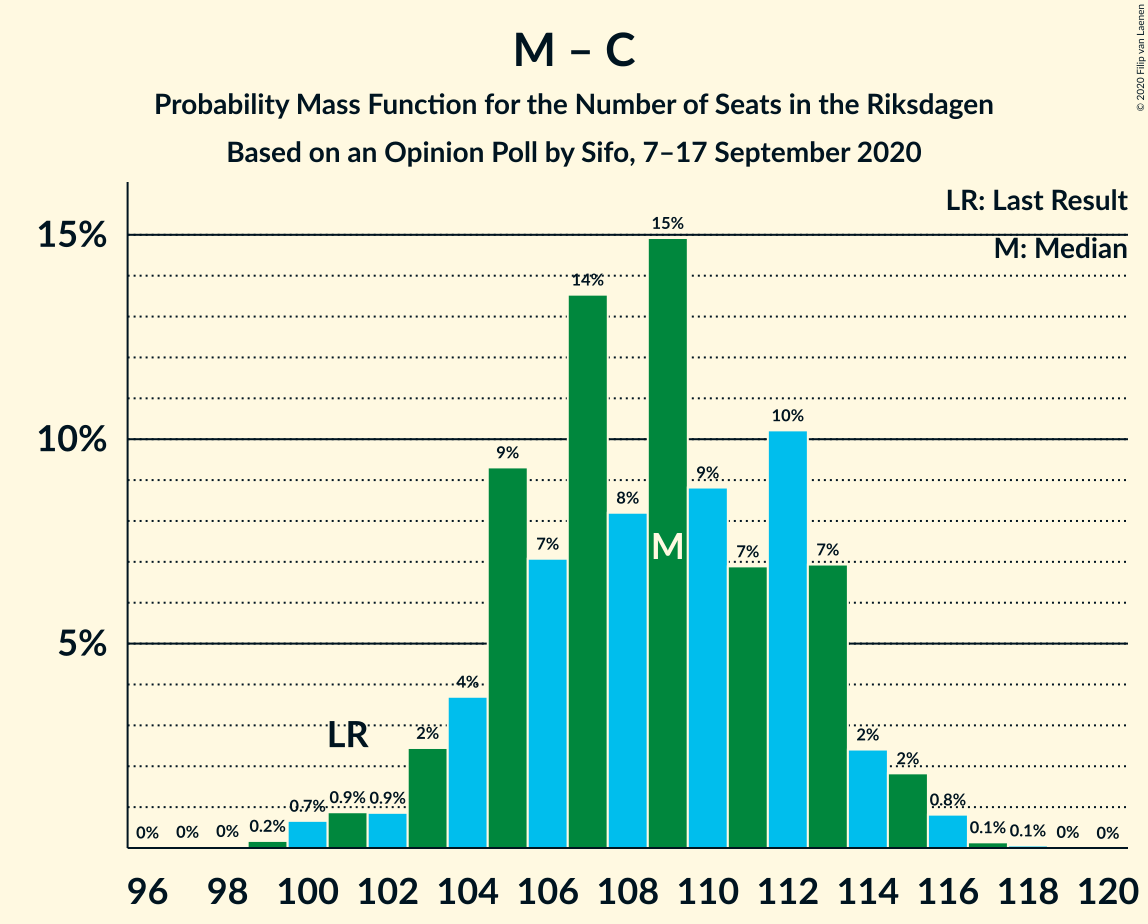 M – C
Probability Mass Function for the Number of Seats in the Riksdagen
Based on an Opinion Poll by Sifo, 7–17 September 2020
© 2020 Filip van Laenen
LR: Last Result
M: Median
15%
10%
5%
0% 0% 0% 0.2% 0.7% 0.9% 0.9% 2% 4% 9% 7% 14% 8% 15% 9% 7% 10% 7% 2% 2% 0.8% 0.1% 0.1% 0% 0%
LR
M
96 98 100 102 104 106 108 110 112 114 116 118 120